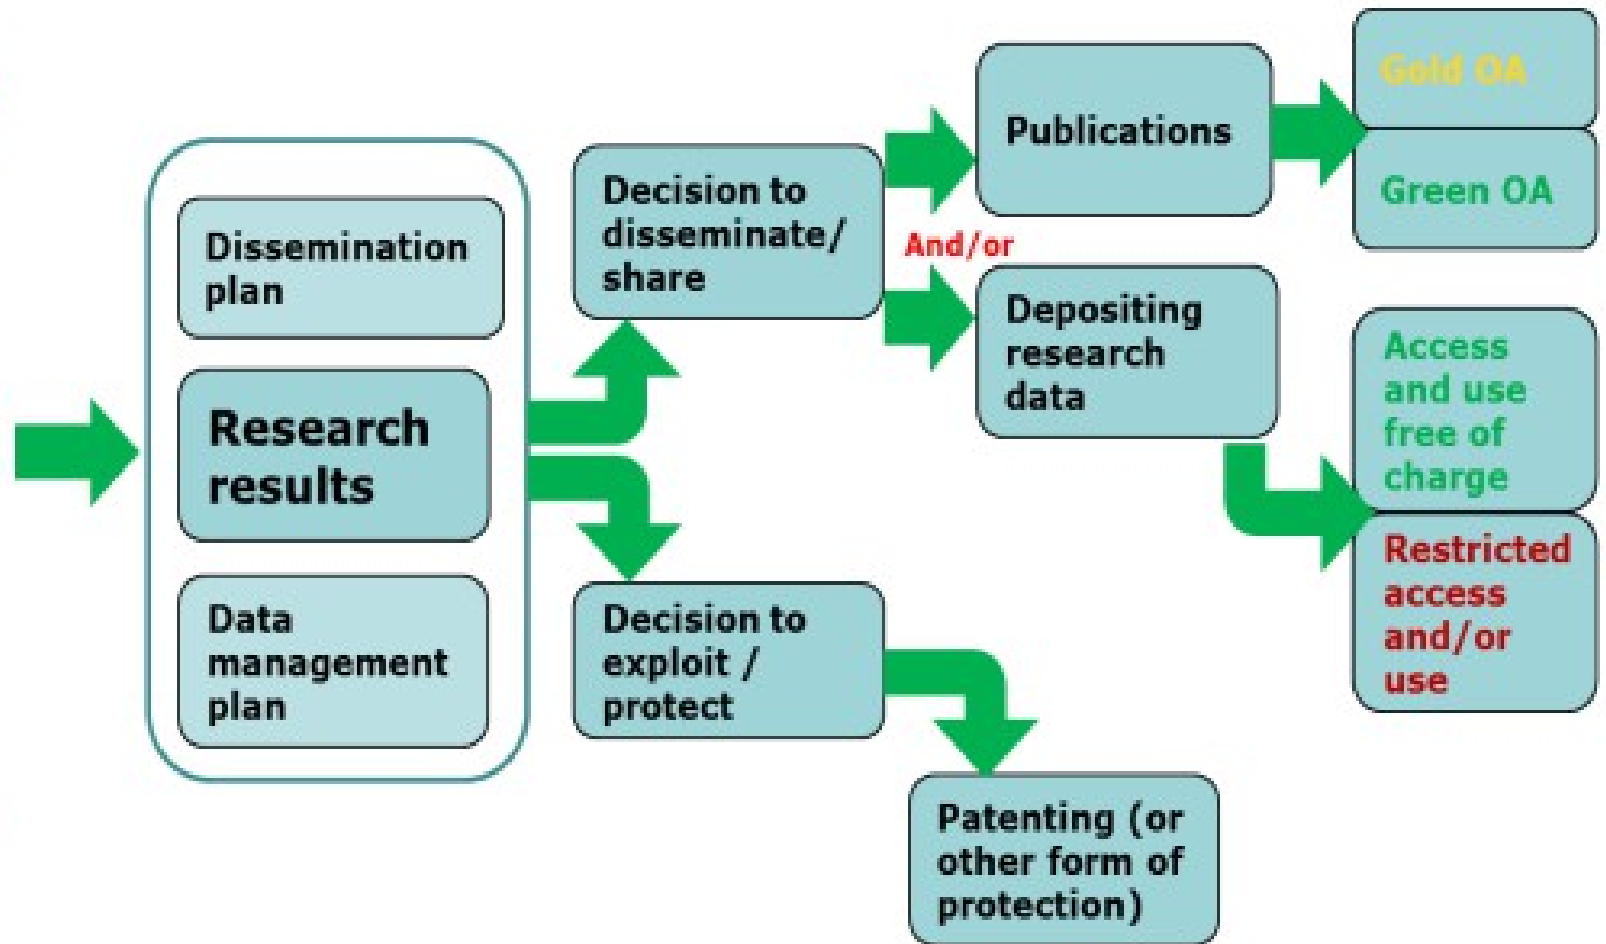 Dissemination
plan
Research
results
Data
management
plan
Decision to
disseminate/
share
And/or
Decision to
exploit /
protect
Publications
Depositing
research
data
Patenting (or
other form of
protection)
Gold OA
Green OA
Access
and use
free of
charge
Restricted
access
and/or
use